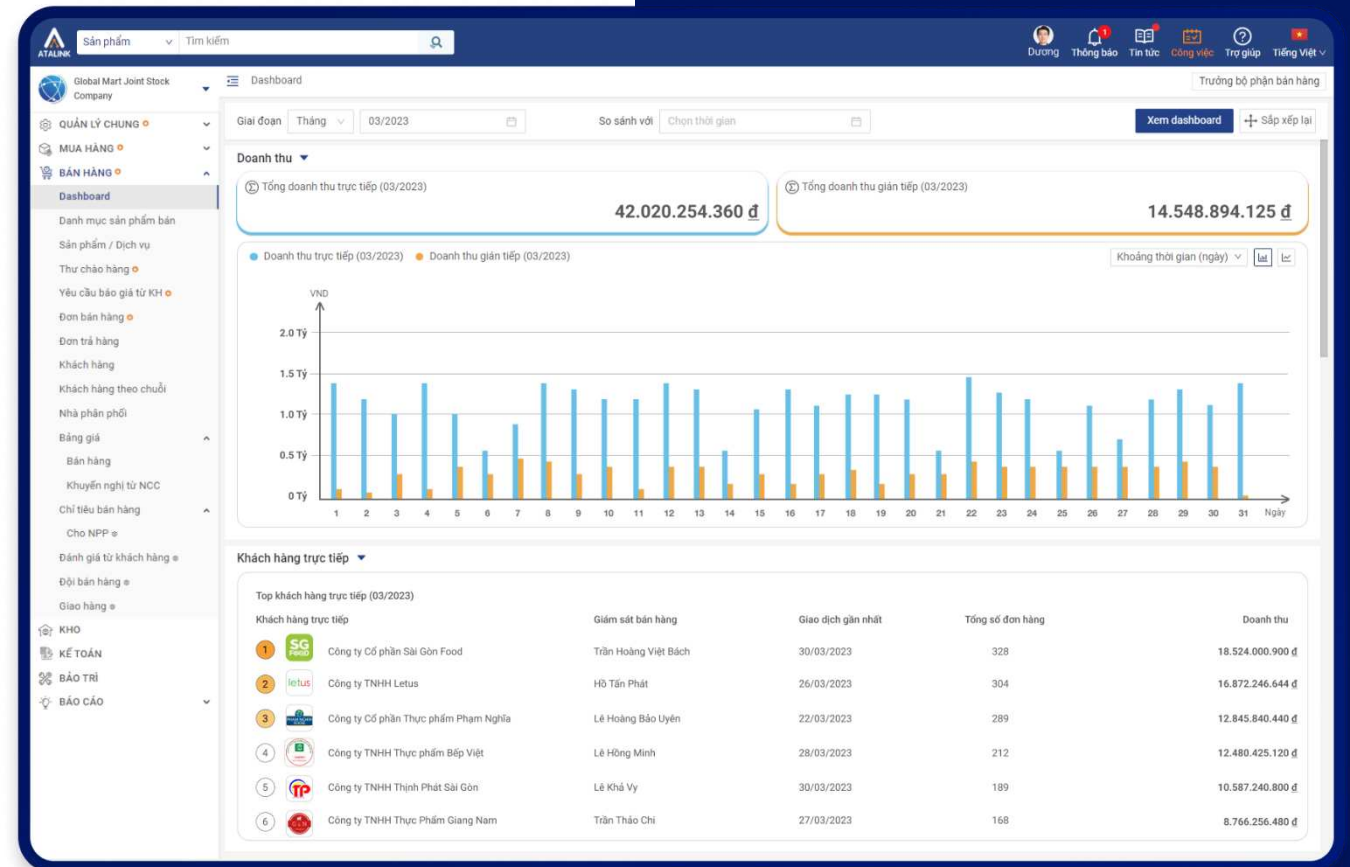 ATALINK
Sản phẩm
Tìm kiếm
Dương
1
Thông báo
Tin tức
Công việc
Trợ giúp
Tiếng Việt
Global Mart Joint Stock
Company
Dashboard
Trưởng bộ phận bán hàng
QUẢN LÝ CHUNG
MUA HÀNG
BÁN HÀNG
Dashboard
Danh mục sản phẩm bán
Sản phẩm / Dịch vụ
Thư chào hàng
Yêu cầu báo giá từ KH
Đơn bán hàng
Đơn trả hàng
Khách hàng
Khách hàng theo chuỗi
Nhà phân phối
Bảng giá
Bán hàng
Khuyến nghị từ NCC
Chỉ tiêu bán hàng
Cho NPP
Đánh giá từ khách hàng
Đội bán hàng
Giao hàng
KHO
KẾ TOÁN
BẢO TRÌ
BÁO CÁO
Giai đoạn Tháng 03/2023 So sánh với Chọn thời gian Xem dashboard Sắp xếp lại
Doanh thu
Tổng doanh thu trực tiếp (03/2023)
42.020.254.360 đ
Tổng doanh thu gián tiếp (03/2023)
14.548.894.125 đ
Doanh thu trực tiếp (03/2023) Doanh thu gián tiếp (03/2023) Khoảng thời gian (ngày)
VND
2.0 Tỷ
1.5 Tỷ
1.0 Tỷ
0.5 Tỷ
0 Tỷ
1 2 3 4 5 6 7 8 9 10 11 12 13 14 15 16 17 18 19 20 21 22 23 24 25 26 27 28 29 30 31 Ngày
Khách hàng trực tiếp
Top khách hàng trực tiếp (03/2023)
Khách hàng trực tiếp Giám sát bán hàng Giao dịch gần nhất Tổng số đơn hàng Doanh thu
1 SG FOOD Công ty Cổ phần Sài Gòn Food Trần Hoàng Việt Bách 30/03/2023 328 18.524.000.900 đ
2 letus Công ty TNHH Letus Hồ Tấn Phát 26/03/2023 304 16.872.246.644 đ
3 Công ty Cổ phần Thực phẩm Phạm Nghĩa Lê Hoàng Bảo Uyên 22/03/2023 289 12.845.840.440 đ
4 Công ty TNHH Thực phẩm Bếp Việt Lê Hồng Minh 28/03/2023 212 12.480.425.120 đ
5 TP Công ty TNHH Thịnh Phát Sài Gòn Lê Khả Vy 30/03/2023 189 10.587.240.800 đ
6 Công ty TNHH Thực Phẩm Giang Nam Trần Thảo Chi 27/03/2023 168 8.766.256.480 đ